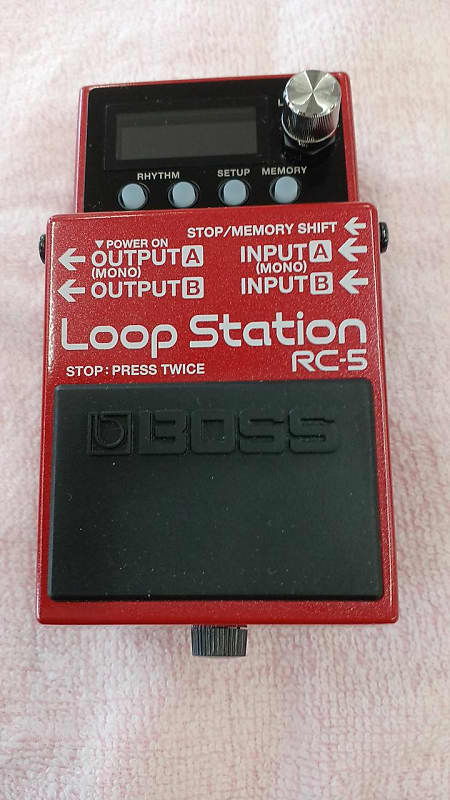 L
RHYTHM SETUP MEMORY
STOP/MEMORY SHIFT
▼POWER ON
OUTPUT A INPUT A
(MONO) (MONO)
OUTPUT B INPUT B
Loop Station
RC-5
STOP: PRESS TWICE
BOSS